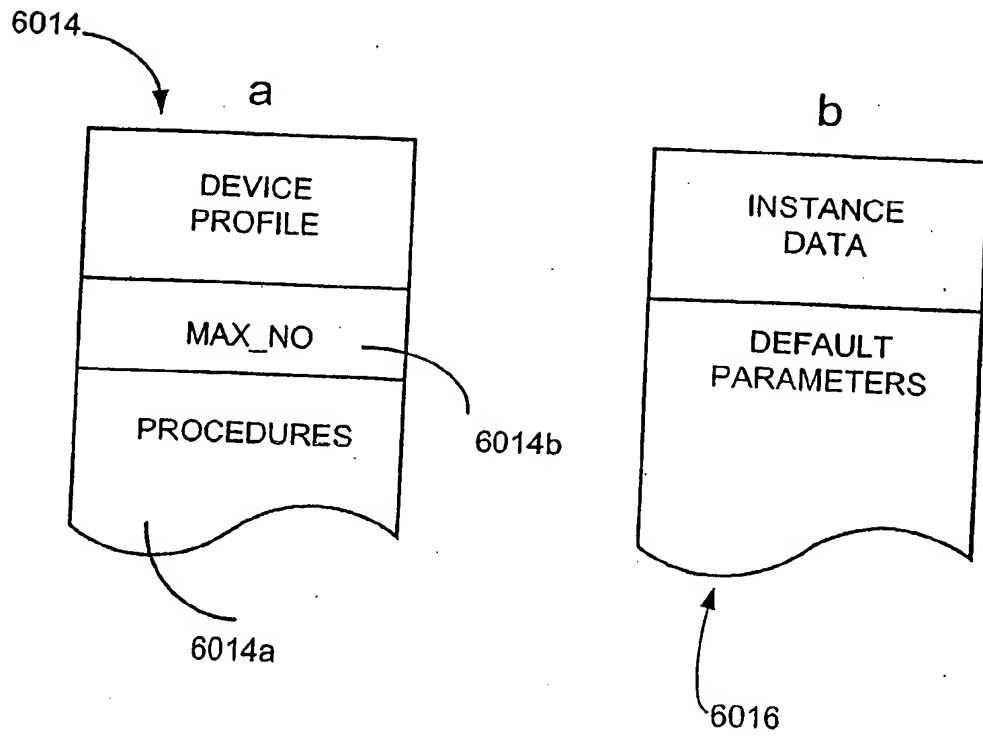 6014
a
b
DEVICE
PROFILE
INSTANCE
DATA
MAX_NO
DEFAULT
PARAMETERS
PROCEDURES
6014b
6014a
6016